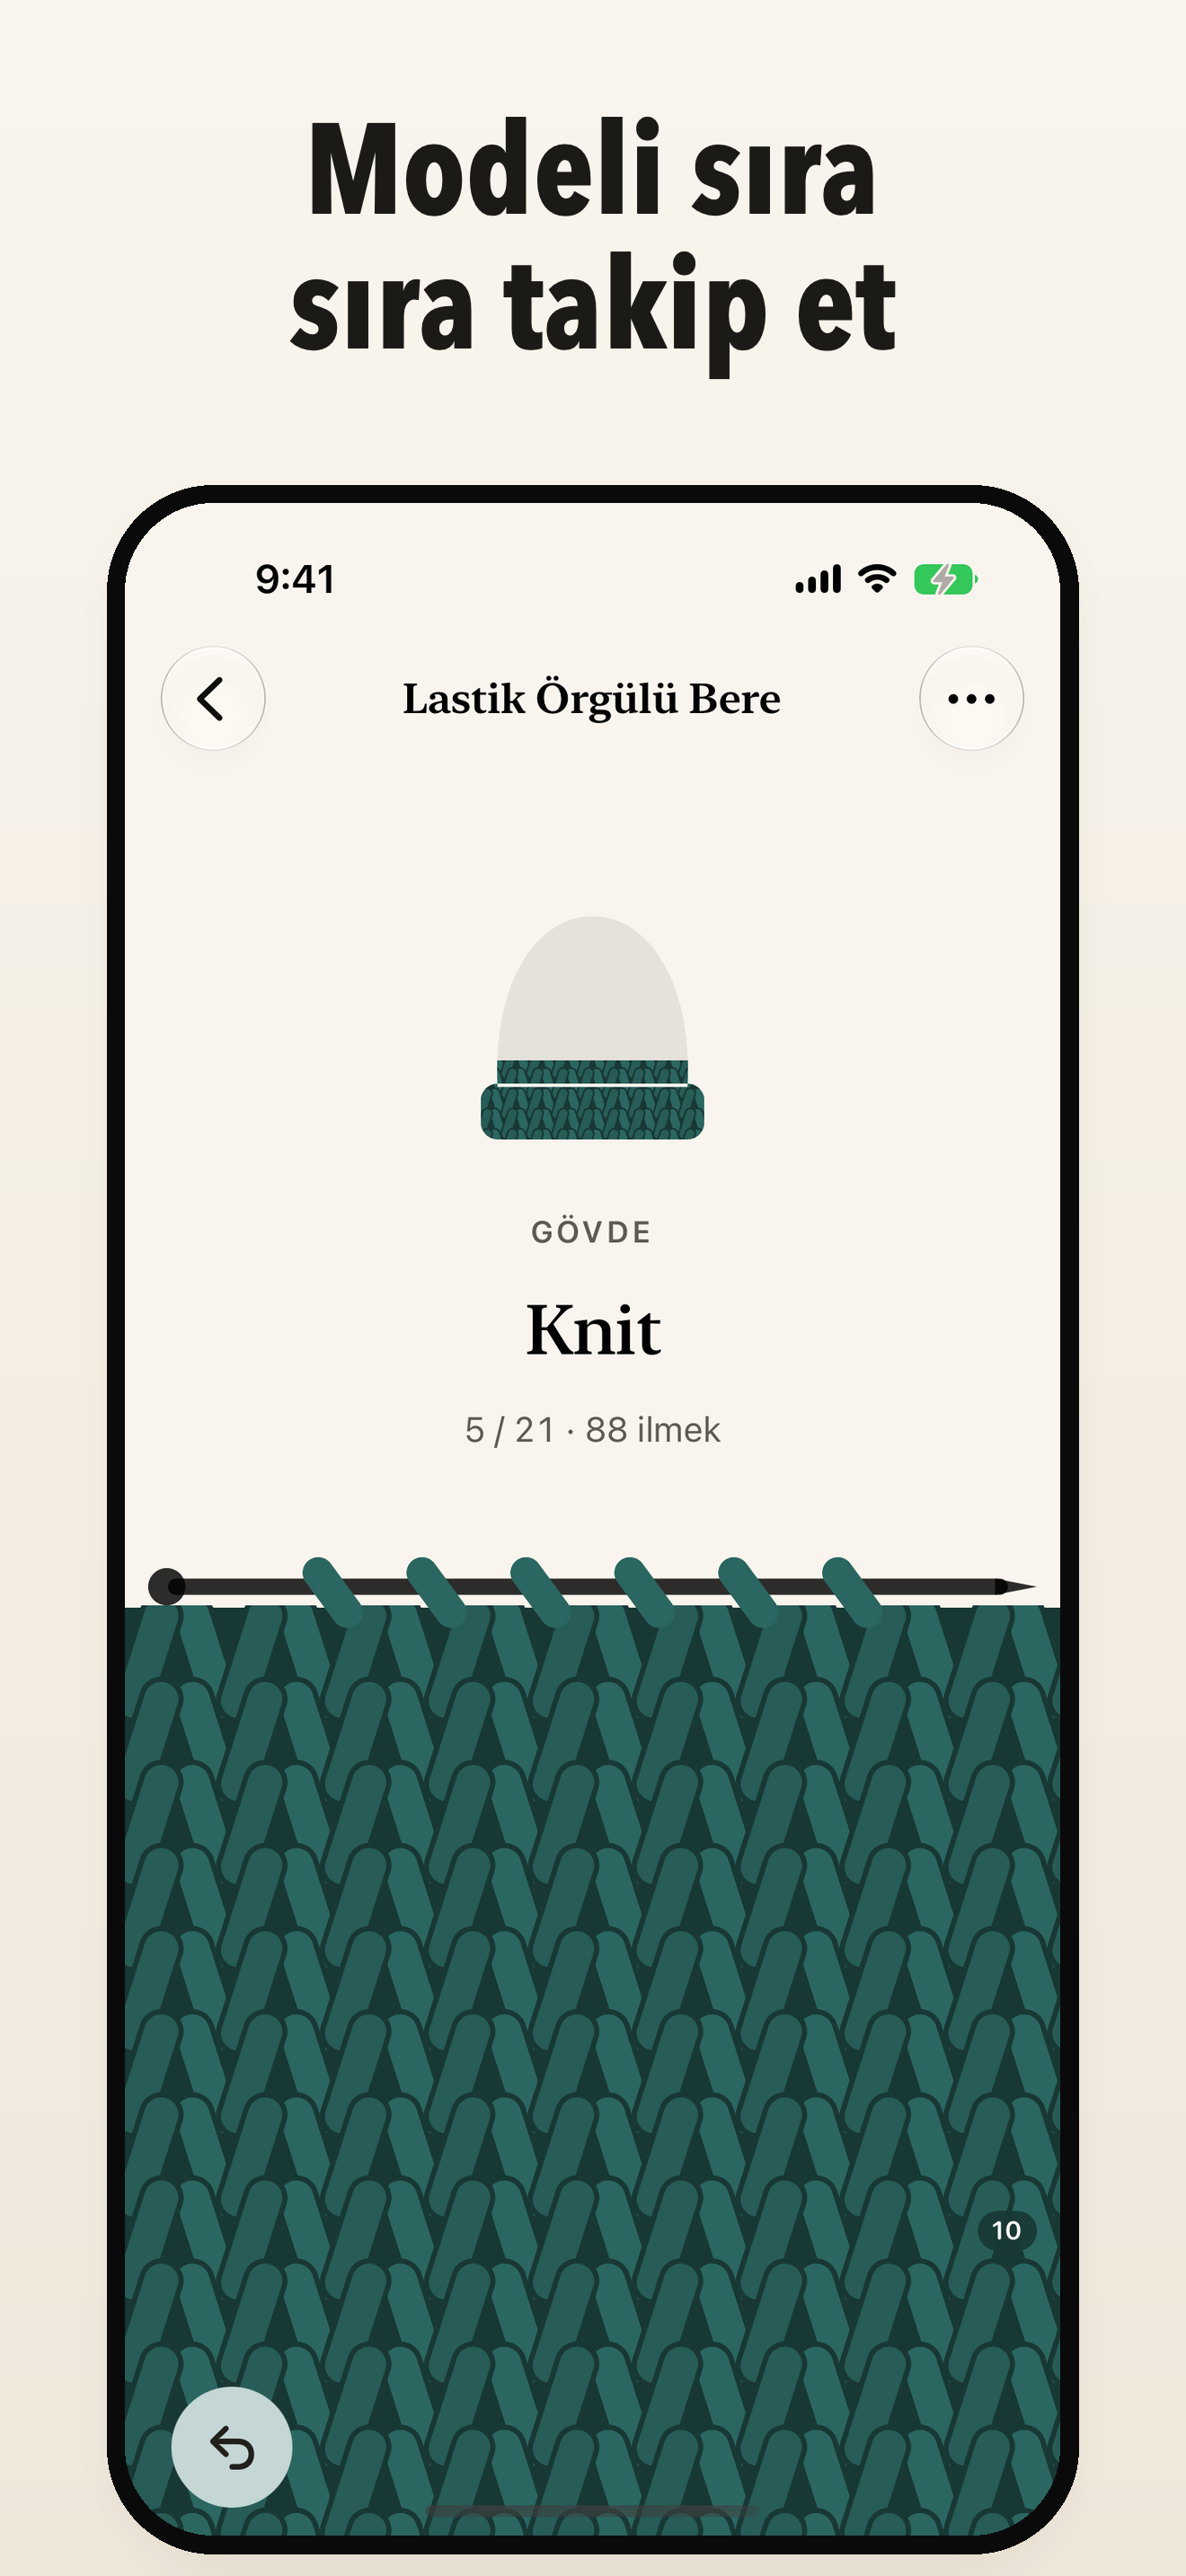 Modeli sıra
sıra takip et
9:41
Lastik Örgülü Bere
GÖVDE
Knit
5 / 21 · 88 ilmek
10